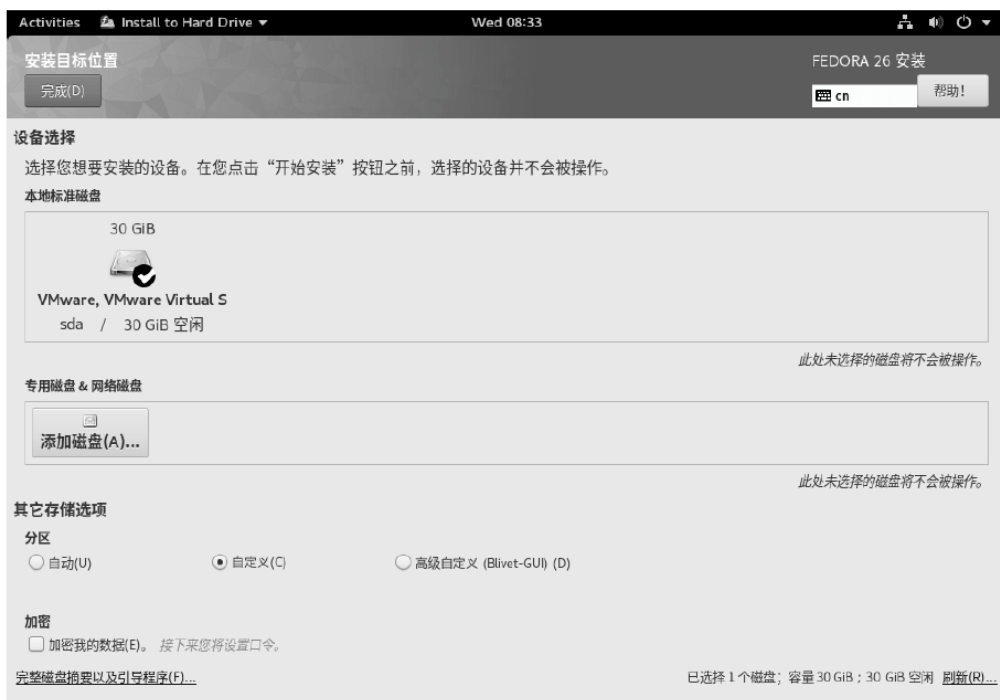 Activities Install to Hard Drive Wed 08:33
安装目标位置 FEDORA 26 安装
完成(D) cn 帮助！
设备选择
选择您想要安装的设备。在您点击“开始安装”按钮之前，选择的设备并不会被操作。
本地标准磁盘
30 GiB
VMware, VMware Virtual S
sda / 30 GiB 空闲
此处未选择的磁盘将不会被操作。
专用磁盘 & 网络磁盘
添加磁盘(A)...
此处未选择的磁盘将不会被操作。
其它存储选项
分区
自动(U) 自定义(C) 高级自定义 (Blivet-GUI) (D)
加密
加密我的数据(E)。 接下来您将设置口令。
完整磁盘摘要以及引导程序(F)... 已选择 1 个磁盘；容量 30 GiB；30 GiB 空闲 刷新(R)...